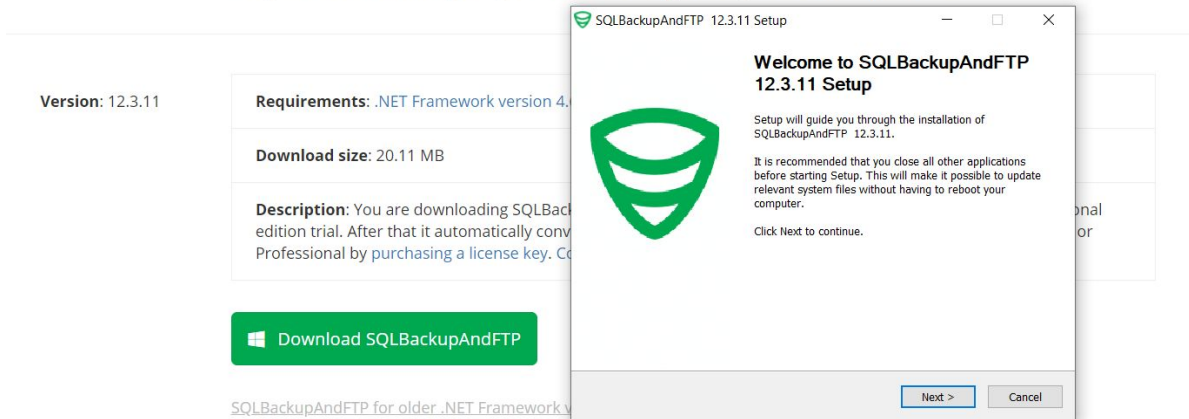 SQLBackupAndFTP 12.3.11 Setup
Welcome to SQLBackupAndFTP
12.3.11 Setup
Setup will guide you through the installation of
SQLBackupAndFTP 12.3.11.
It is recommended that you close all other applications
before starting Setup. This will make it possible to update
relevant system files without having to reboot your
computer.
Click Next to continue.
Next >
Cancel
Version: 12.3.11
Requirements: .NET Framework version 4.
Download size: 20.11 MB
Description: You are downloading SQLBack
onal
edition trial. After that it automatically conv
or
Professional by purchasing a license key. Co
Download SQLBackupAndFTP
SQLBackupAndFTP for older .NET Framework v